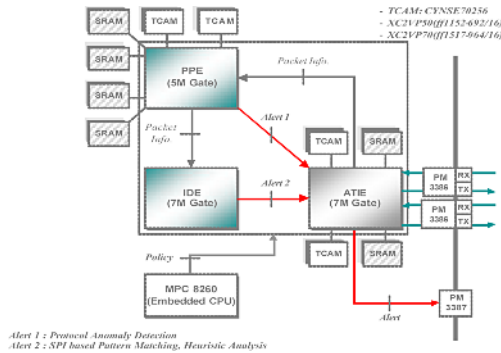 - TCAM: CYNSE70256
- XC2VP50(ff1152-692/16)
- XC2VP70(ff1517-964/16)
SRAM
TCAM
TCAM
SRAM
SRAM
SRAM
PPE
(5M Gate)
Packet Info.
Packet
Info.
Alert 1
TCAM
SRAM
IDE
(7M Gate)
Alert 2
ATIE
(7M Gate)
PM
3386
RX
TX
PM
3386
RX
TX
TCAM
SRAM
Policy
MPC 8260
(Embedded CPU)
Alert
PM
3387
Alert 1 : Protocol Anomaly Detection
Alert 2 : SPI based Pattern Matching, Heuristic Analysis